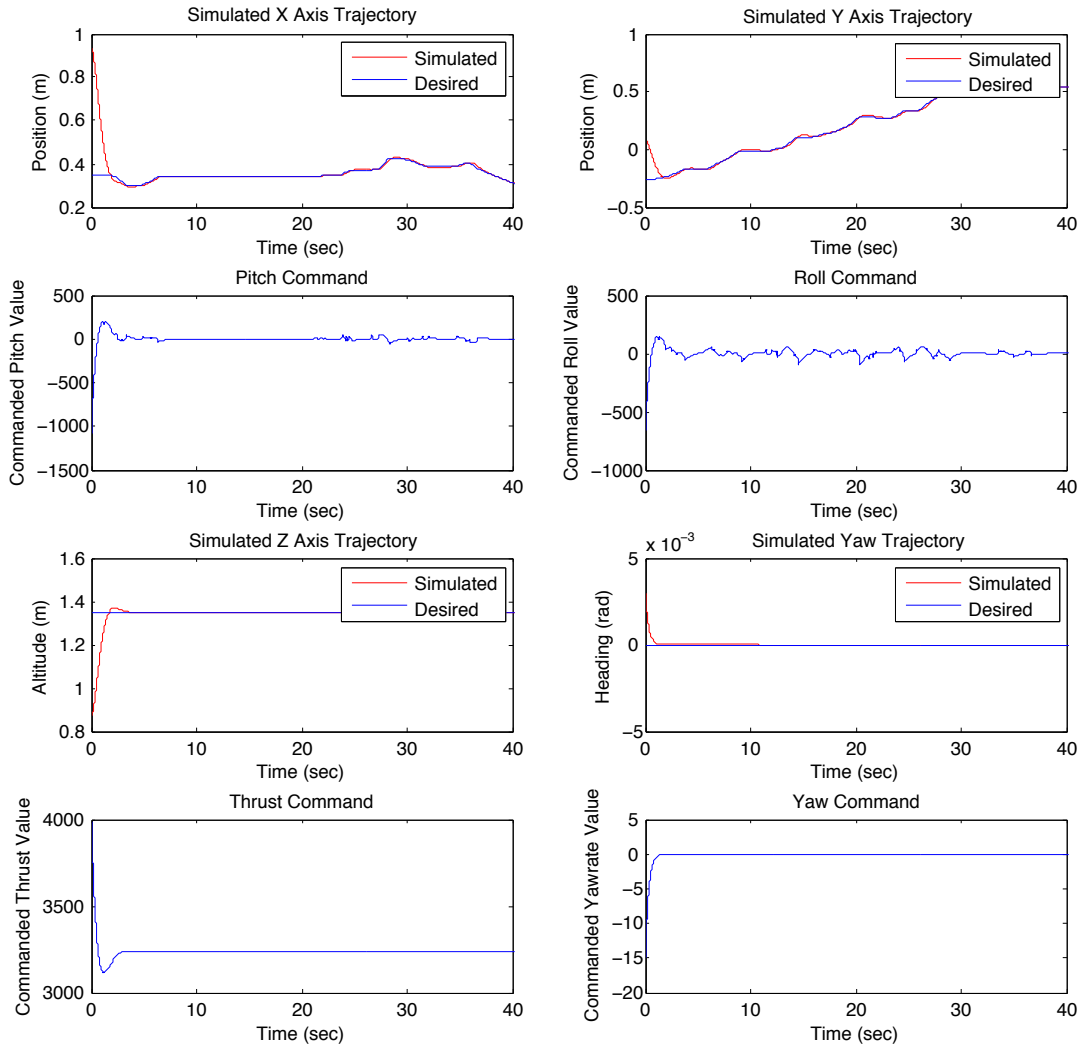 Simulated X Axis Trajectory
Position (m)
1
0.8
0.6
0.4
0.2
Simulated
Desired
0 10 20 30 40
Time (sec)
Simulated Y Axis Trajectory
Position (m)
1
0.5
0
−0.5
Simulated
Desired
0 10 20 30 40
Time (sec)
Pitch Command
Commanded Pitch Value
500
0
−500
−1000
−1500
0 10 20 30 40
Time (sec)
Roll Command
Commanded Roll Value
500
0
−500
−1000
0 10 20 30 40
Time (sec)
Simulated Z Axis Trajectory
Altitude (m)
1.6
1.4
1.2
1
0.8
Simulated
Desired
0 10 20 30 40
Time (sec)
Simulated Yaw Trajectory
x 10−3
Heading (rad)
5
0
−5
Simulated
Desired
0 10 20 30 40
Time (sec)
Thrust Command
Commanded Thrust Value
4000
3500
3000
0 10 20 30 40
Time (sec)
Yaw Command
Commanded Yawrate Value
5
0
−5
−10
−15
−20
0 10 20 30 40
Time (sec)